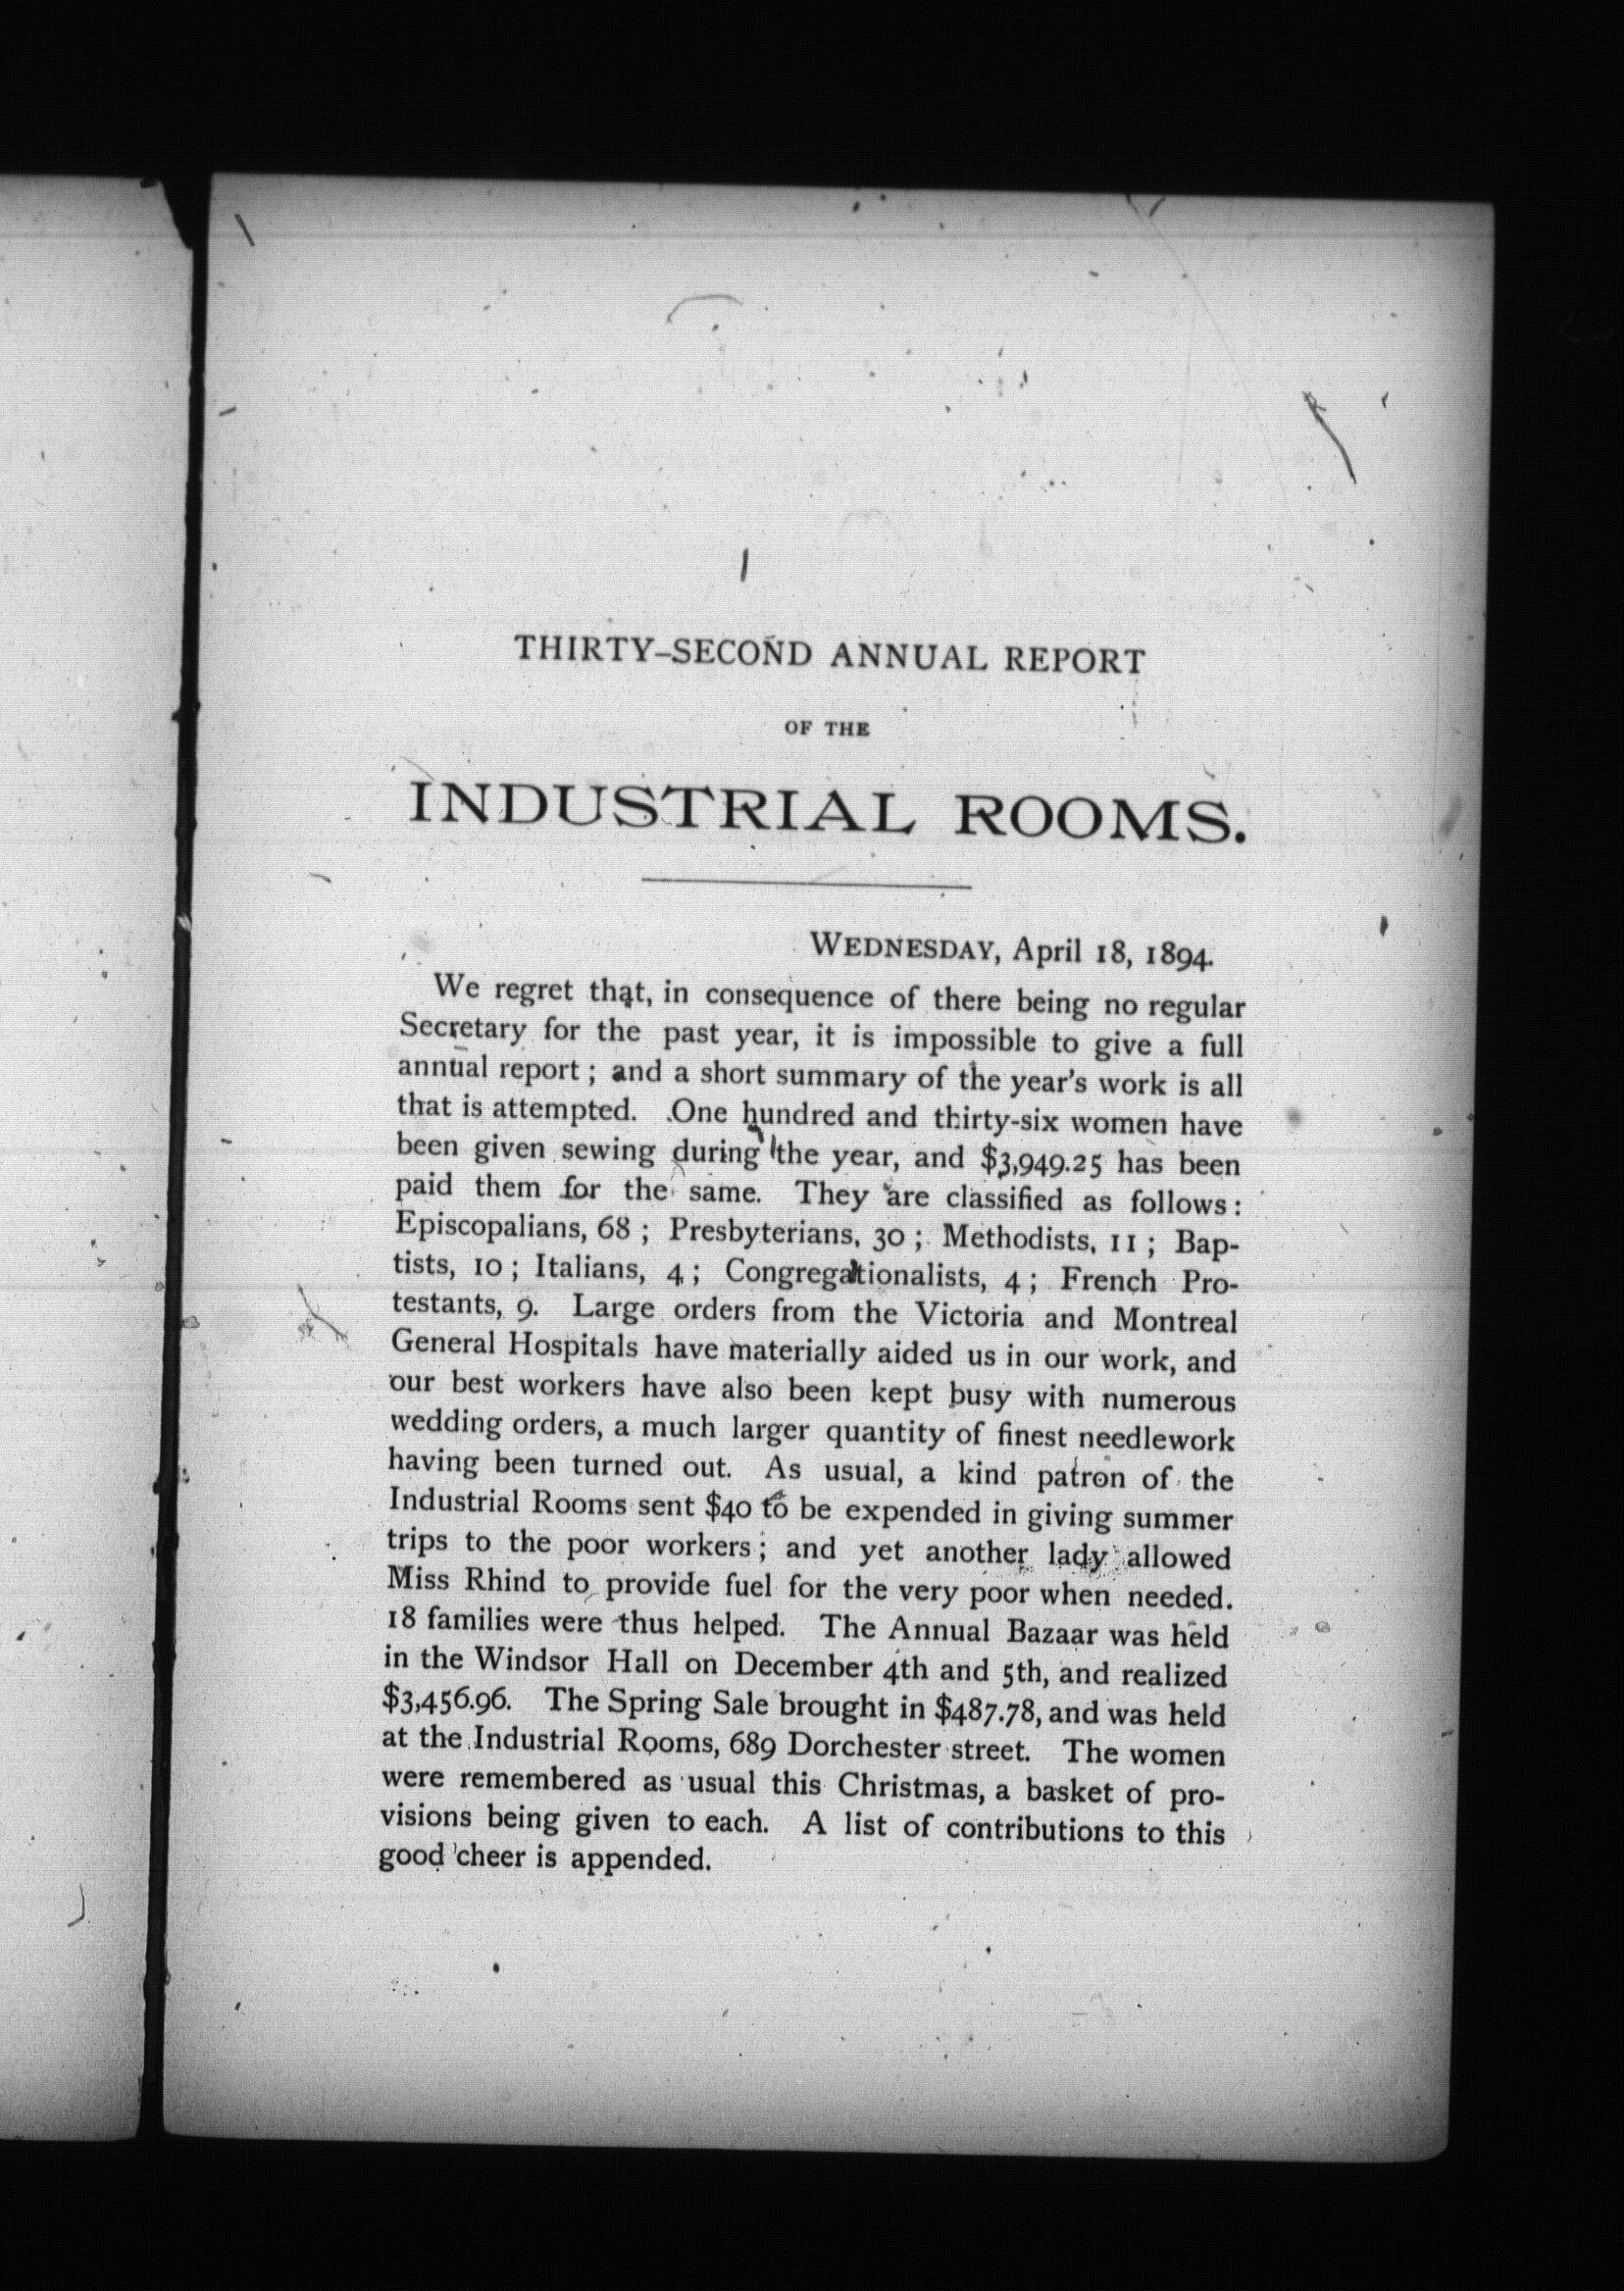 THIRTY-SECOND ANNUAL REPORT
OF THE
INDUSTRIAL ROOMS.
WEDNESDAY, April 18, 1894.
We regret that, in consequence of there being no regular
Secretary for the past year, it is impossible to give a full
annual report ; and a short summary of the year's work is all
that is attempted. One hundred and thirty-six women have
been given sewing during the year, and $3,949.25 has been
paid them for the same. They are classified as follows :
Episcopalians, 68 ; Presbyterians, 30 ; Methodists, 11 ; Bap-
tists, 10 ; Italians, 4 ; Congregationalists, 4 ; French Pro-
testants, 9. Large orders from the Victoria and Montreal
General Hospitals have materially aided us in our work, and
our best workers have also been kept busy with numerous
wedding orders, a much larger quantity of finest needlework
having been turned out. As usual, a kind patron of the
Industrial Rooms sent $40 to be expended in giving summer
trips to the poor workers ; and yet another lady allowed
Miss Rhind to provide fuel for the very poor when needed.
18 families were thus helped. The Annual Bazaar was held
in the Windsor Hall on December 4th and 5th, and realized
$3,456.96. The Spring Sale brought in $487.78, and was held
at the Industrial Rooms, 689 Dorchester street. The women
were remembered as usual this Christmas, a basket of pro-
visions being given to each. A list of contributions to this
good cheer is appended.